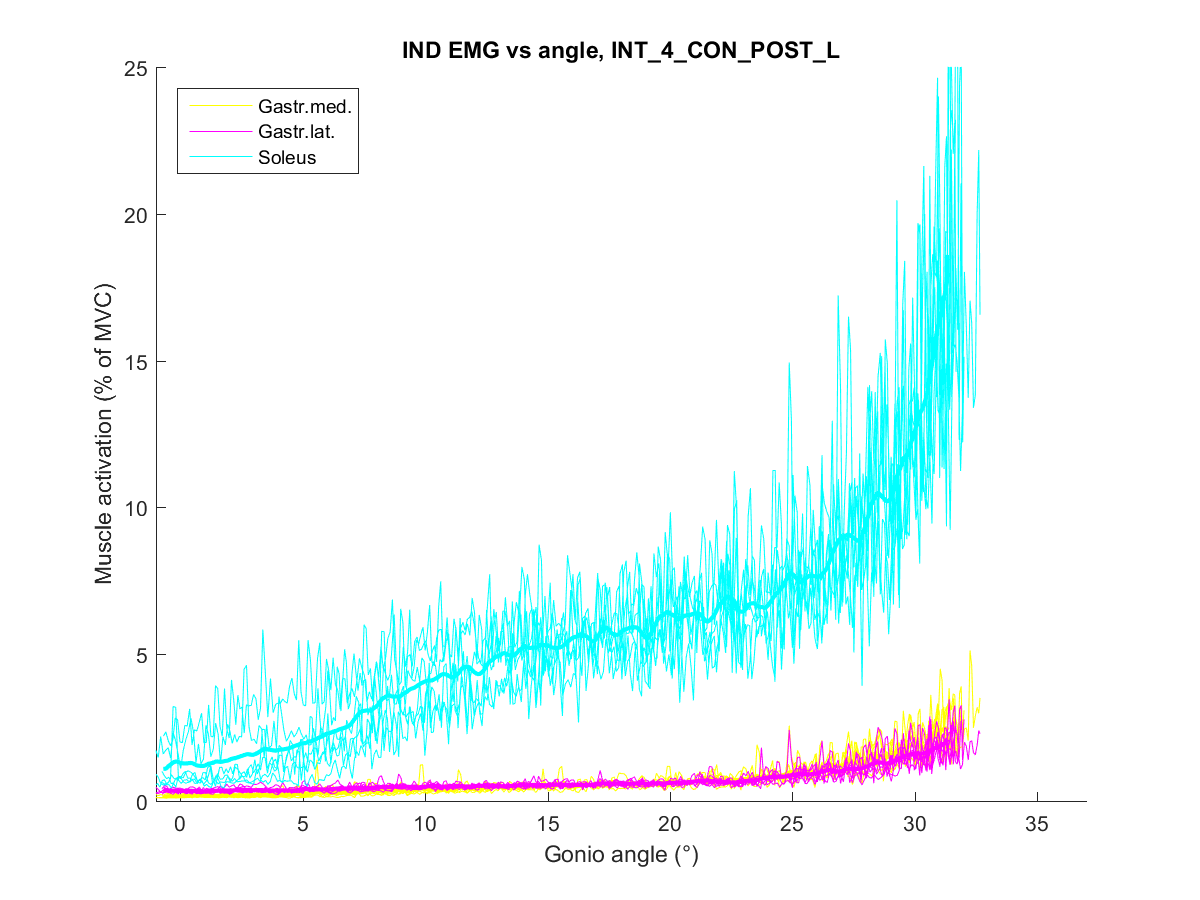 IND EMG vs angle, INT_4_CON_POST_L
25
20
15
10
5
0
Gastr.med.
Gastr.lat.
Soleus
Muscle activation (% of MVC)
0 5 10 15 20 25 30 35
Gonio angle (°)